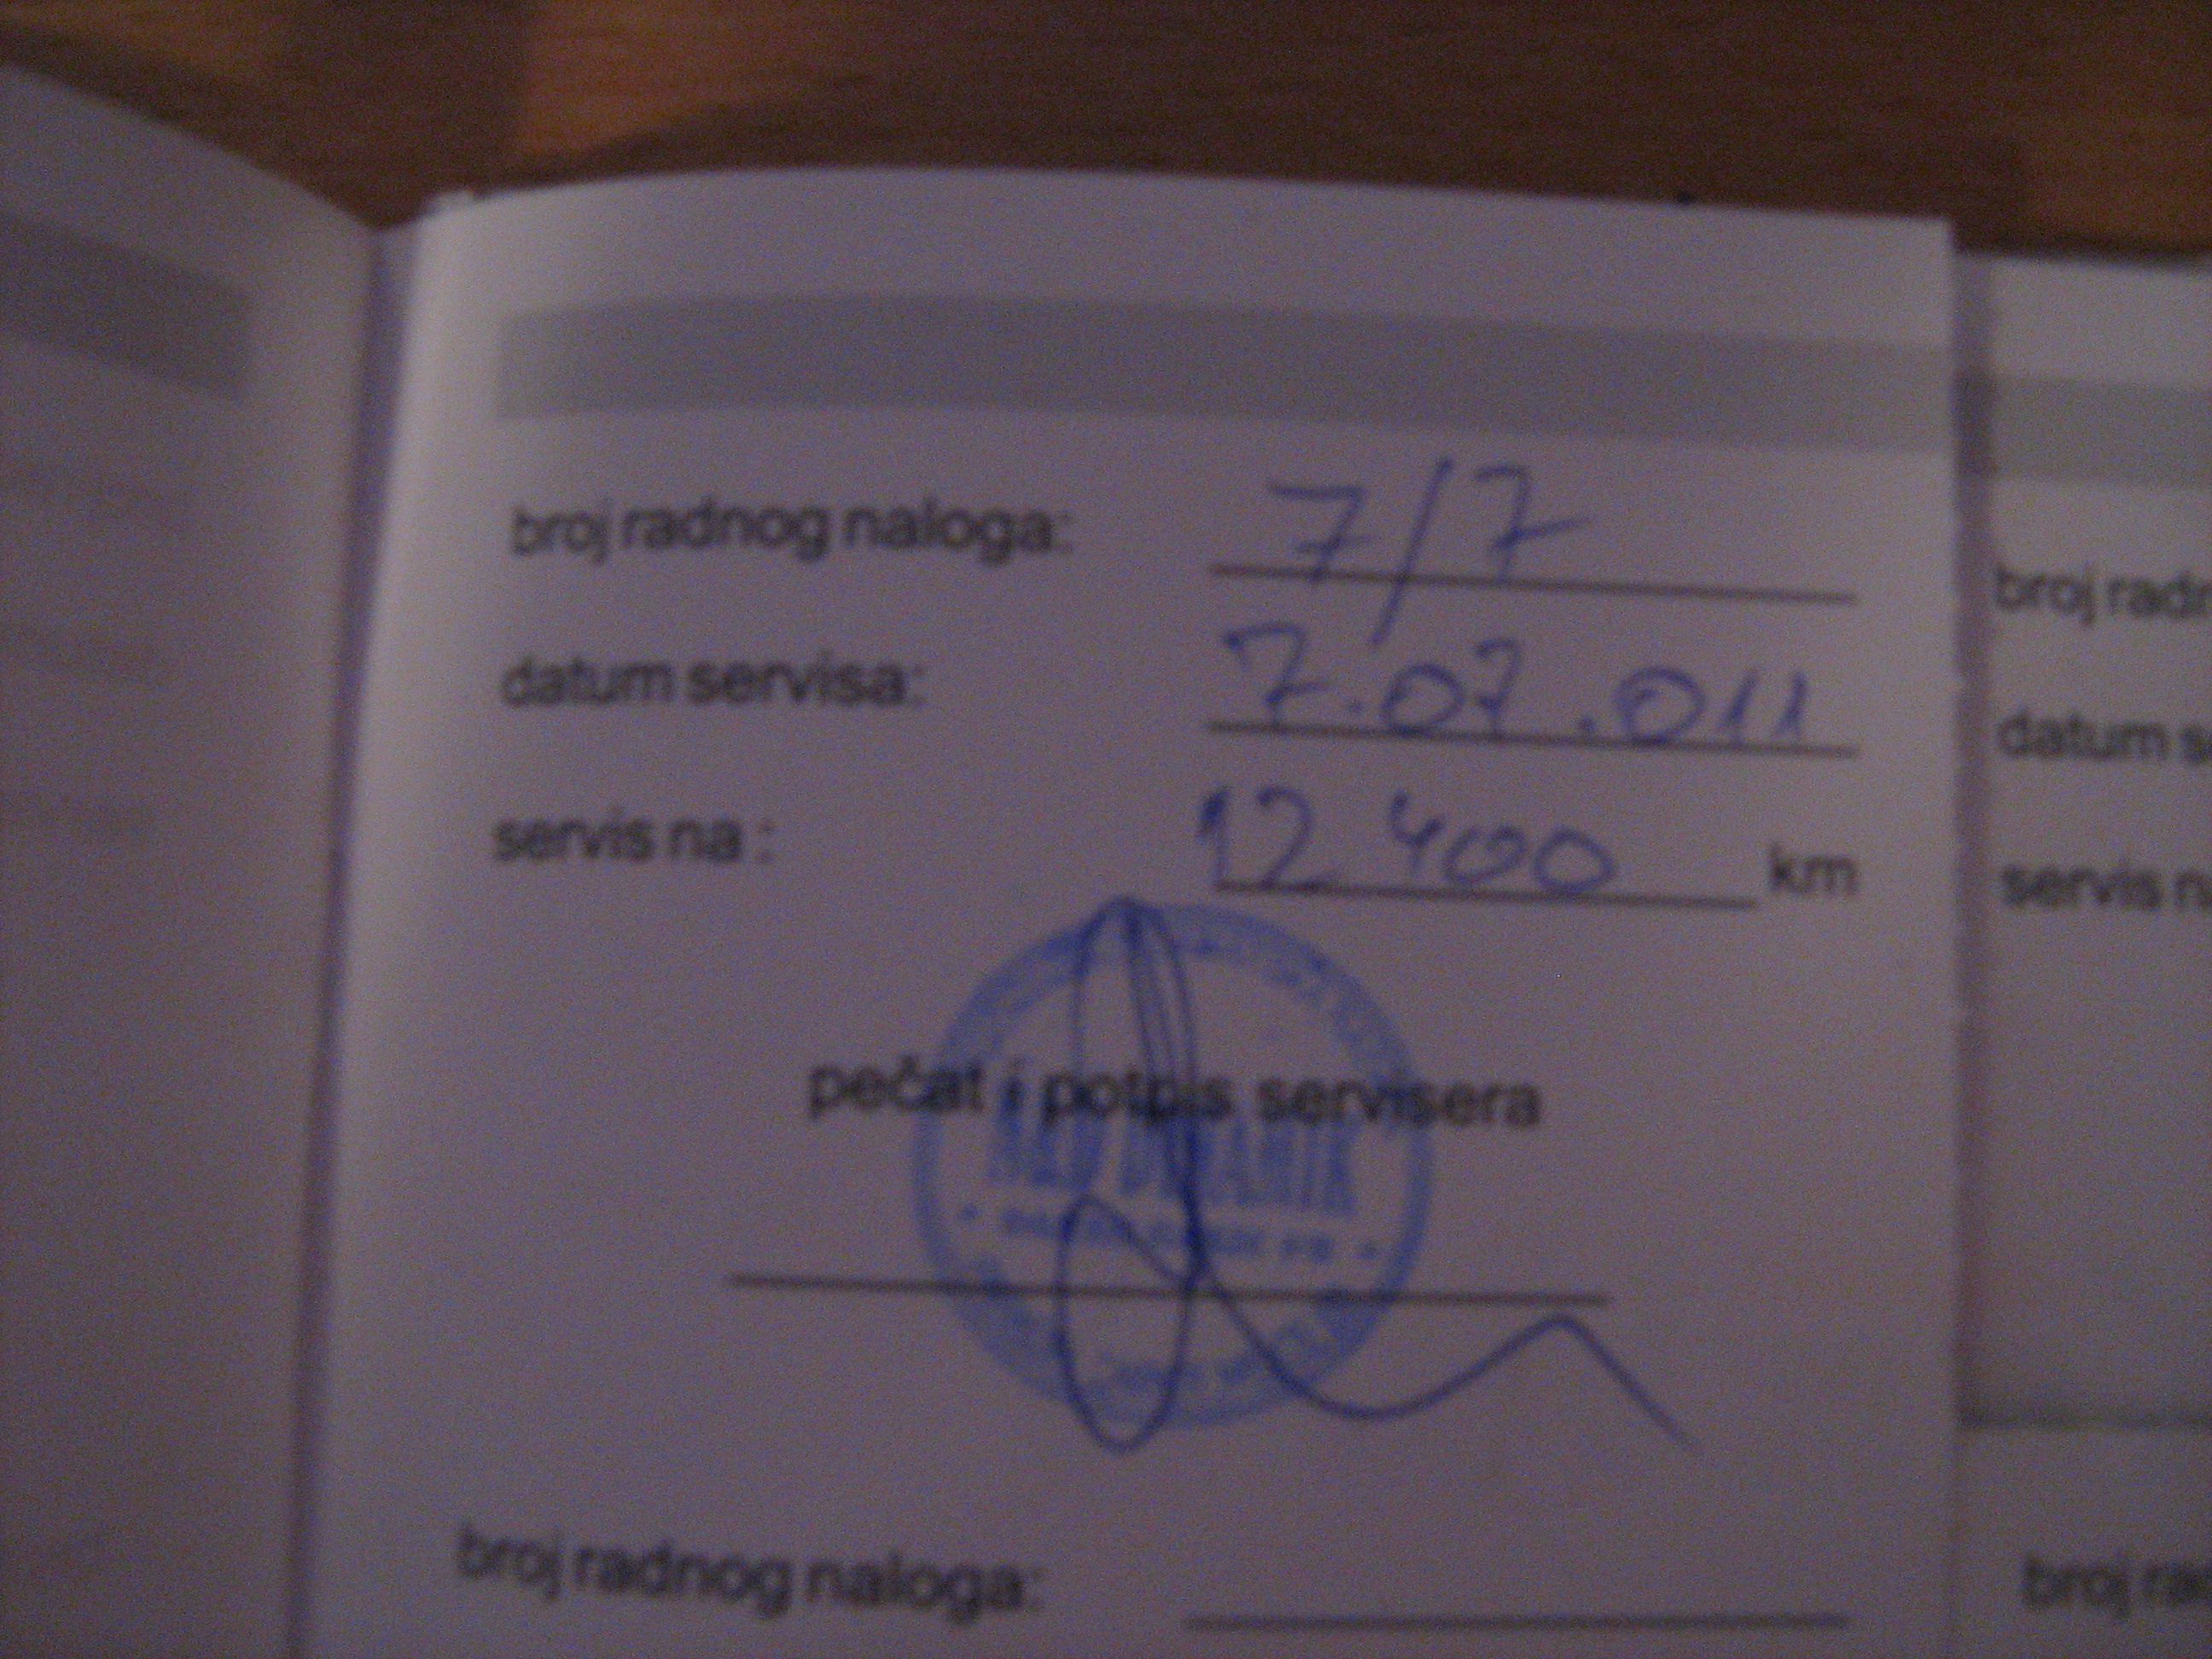 broj radnog naloga: 7/7
broj rad
datum servisa: 7.07.011
datum s
servis na : 12.400 km
servis n
pečat i potpis servisera
broj radnog naloga:
broj ra